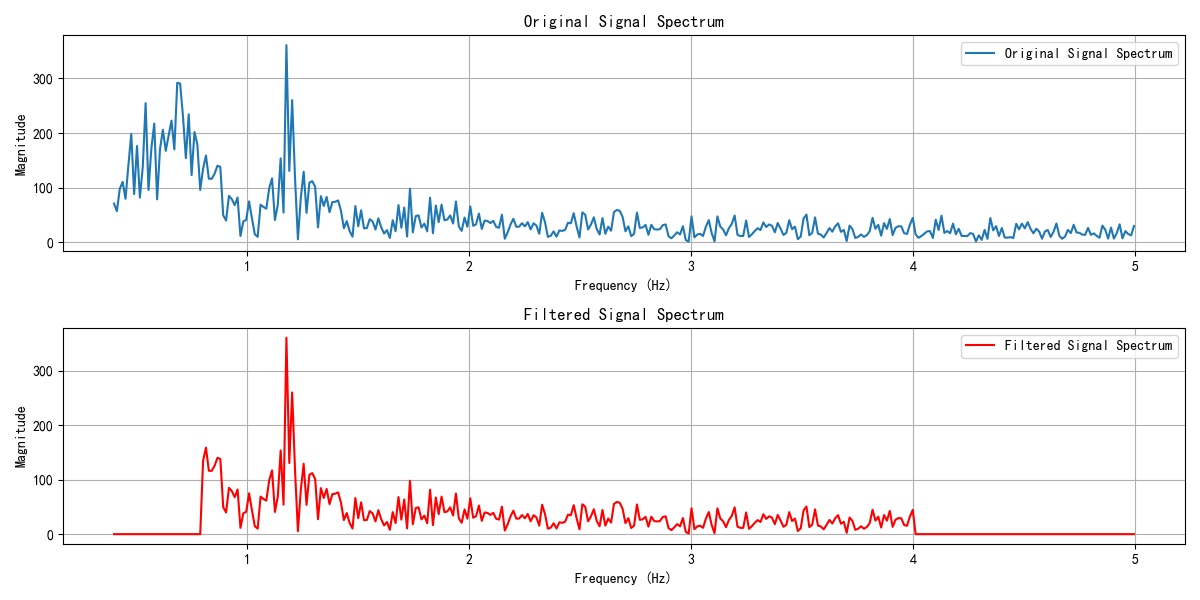 Original Signal Spectrum
Original Signal Spectrum
Magnitude
300
200
100
0
1
2
3
4
5
Frequency (Hz)
Filtered Signal Spectrum
Filtered Signal Spectrum
Magnitude
300
200
100
0
1
2
3
4
5
Frequency (Hz)